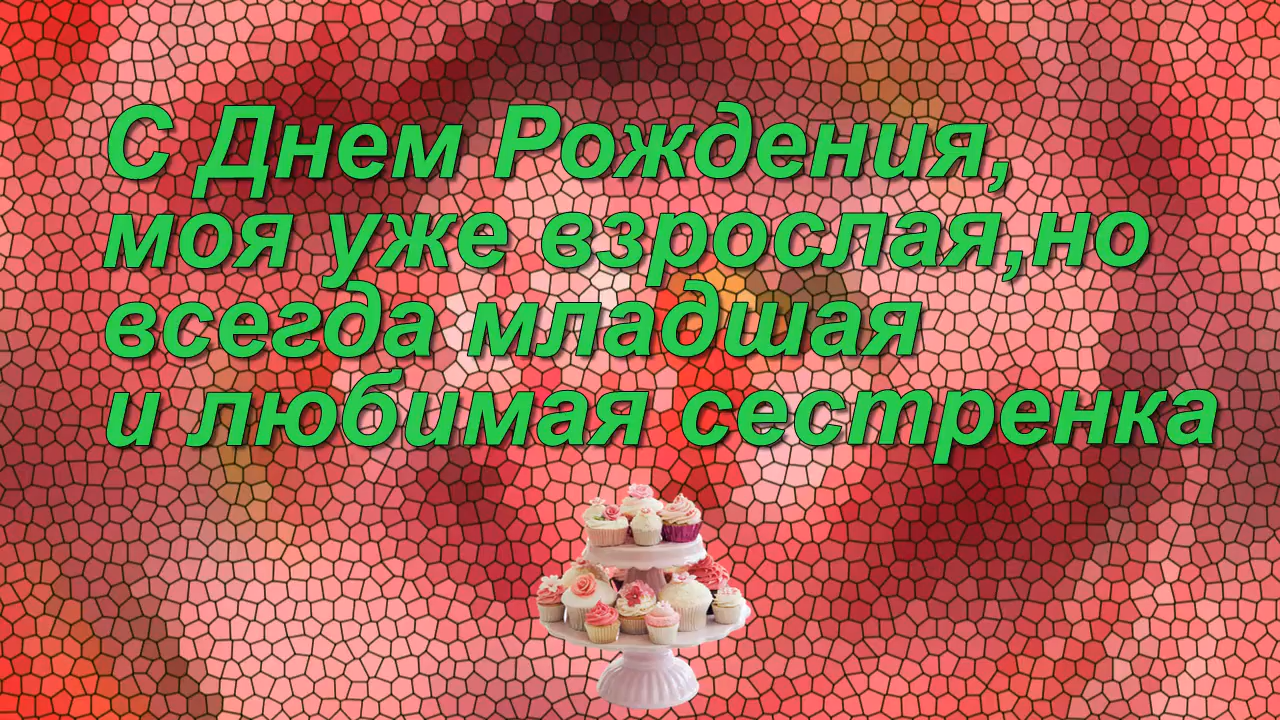 С Днем Рождения,
моя уже взрослая,но
всегда младшая
и любимая сестренка